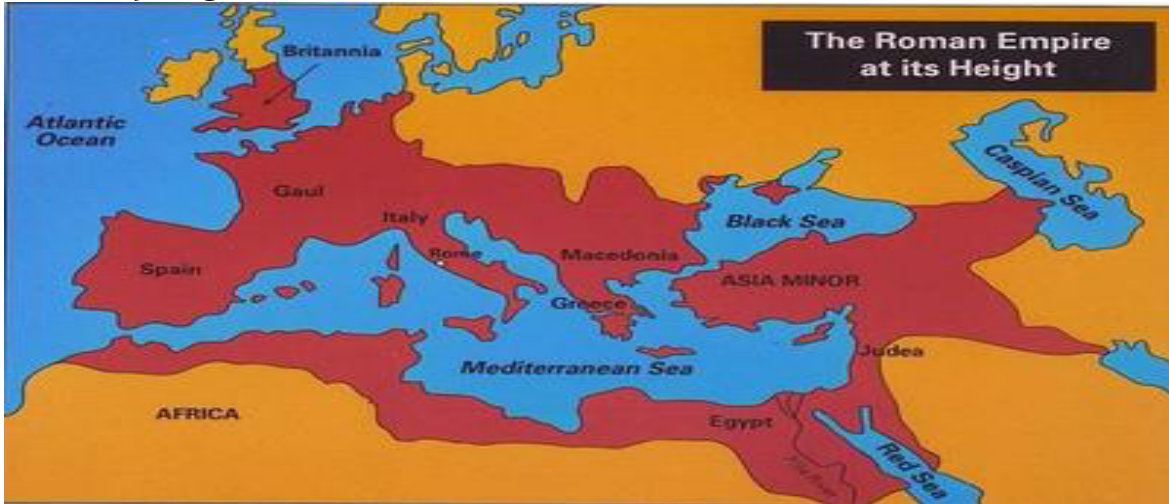 The Roman Empire
at its Height
Britannia
Atlantic
Ocean
Caspian Sea
Gaul
Italy
Black Sea
Rome
Macedonia
Spain
ASIA MINOR
Greece
Judea
Mediterranean Sea
AFRICA
Egypt
Red Sea